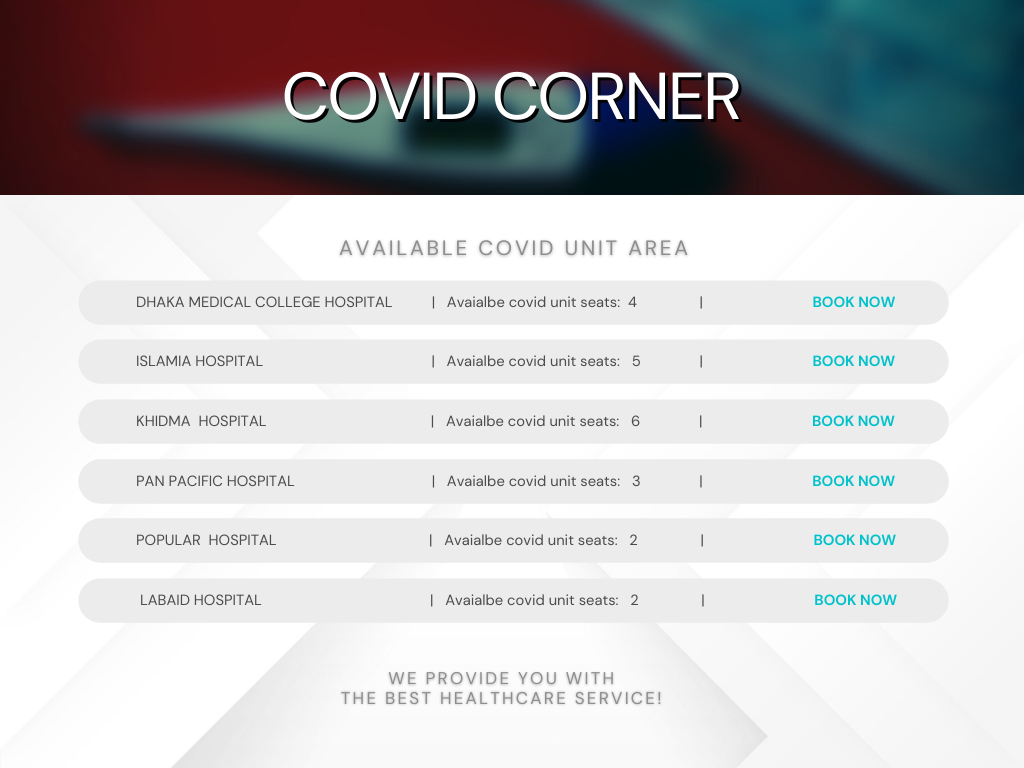 COVID CORNER
AVAILABLE COVID UNIT AREA
DHAKA MEDICAL COLLEGE HOSPITAL | Avaialbe covid unit seats: 4 | BOOK NOW
ISLAMIA HOSPITAL | Avaialbe covid unit seats: 5 | BOOK NOW
KHIDMA HOSPITAL | Avaialbe covid unit seats: 6 | BOOK NOW
PAN PACIFIC HOSPITAL | Avaialbe covid unit seats: 3 | BOOK NOW
POPULAR HOSPITAL | Avaialbe covid unit seats: 2 | BOOK NOW
LABAID HOSPITAL | Avaialbe covid unit seats: 2 | BOOK NOW
WE PROVIDE YOU WITH
THE BEST HEALTHCARE SERVICE!